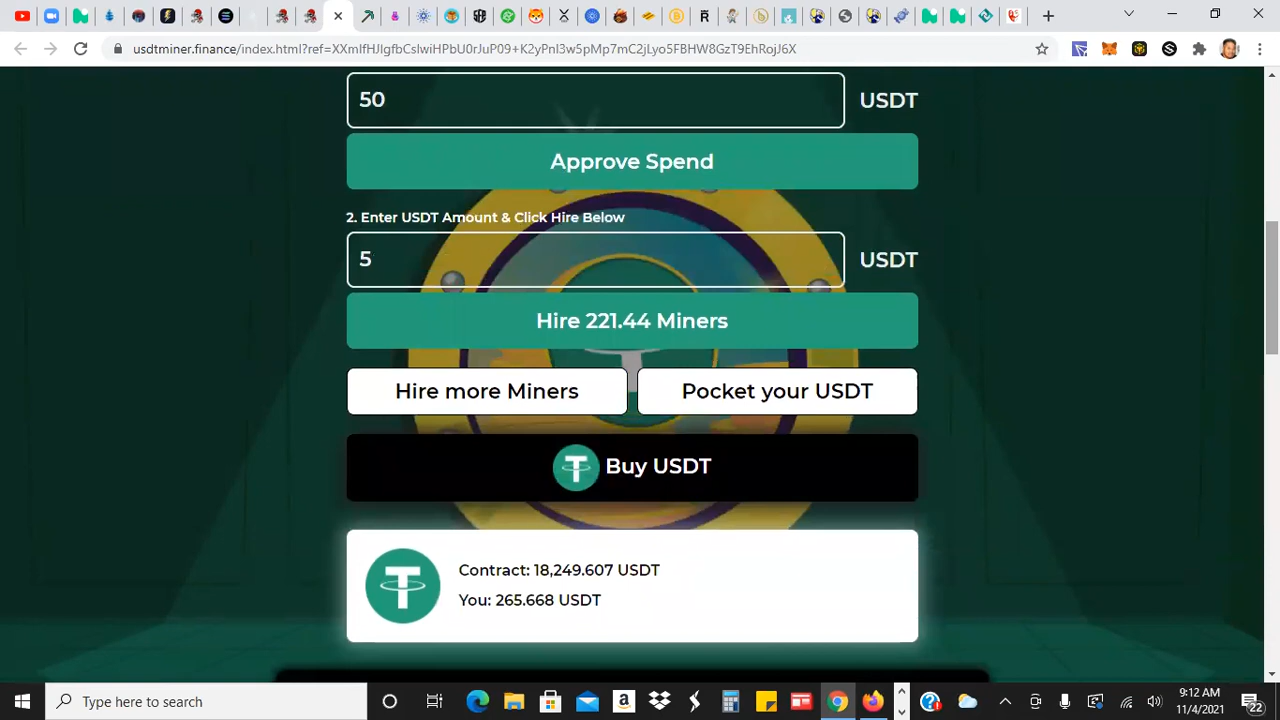 usdtminer.finance/index.html?ref=XXmIfHJIgfbCsIwiHPbU0rJuP09+K2yPnI3w5pMp7mC2jLyo5FBHW8GzT9EhRojJ6X
50
USDT
Approve Spend
2. Enter USDT Amount & Click Hire Below
5
USDT
Hire 221.44 Miners
Hire more Miners
Pocket your USDT
Buy USDT
Contract: 18,249.607 USDT
You: 265.668 USDT
Type here to search
9:12 AM
11/4/2021
22